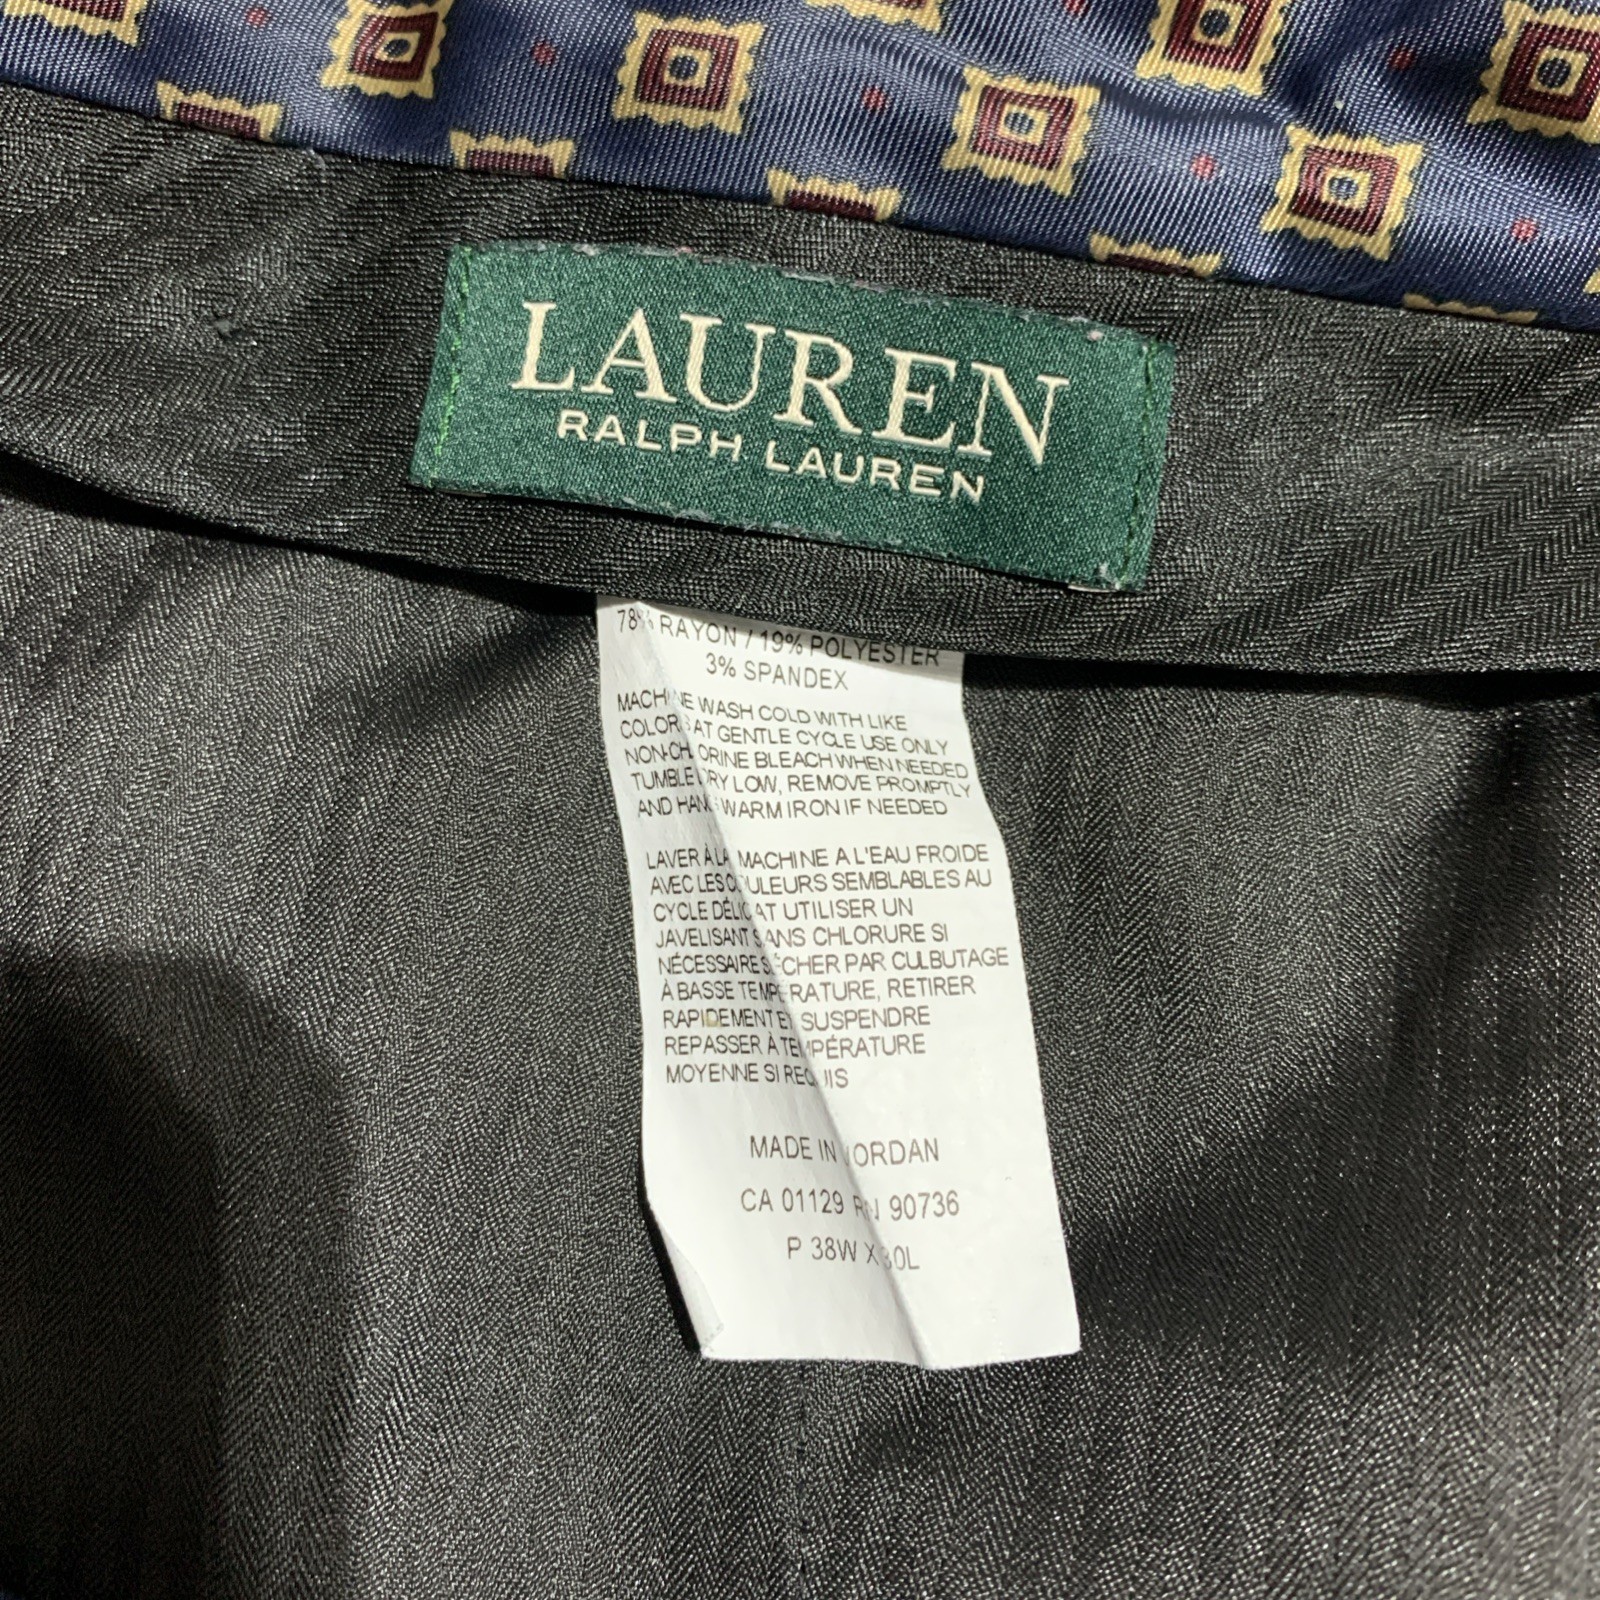 LAUREN
RALPH LAUREN
78% RAYON / 19% POLYESTER
3% SPANDEX
MACHINE WASH COLD WITH LIKE
COLORS AT GENTLE CYCLE USE ONLY
NON-CHLORINE BLEACH WHEN NEEDED
TUMBLE DRY LOW, REMOVE PROMPTLY
AND HANG WARM IRON IF NEEDED
LAVER À LA MACHINE A L'EAU FROIDE
AVEC LES COULEURS SEMBLABLES AU
CYCLE DÉLICAT UTILISER UN
JAVELISANT SANS CHLORURE SI
NÉCESSAIRE SÉCHER PAR CULBUTAGE
À BASSE TEMPÉRATURE, RETIRER
RAPIDEMENT ET SUSPENDRE
REPASSER À TEMPÉRATURE
MOYENNE SI REQUIS
MADE IN JORDAN
CA 01129 RN 90736
P 38W X 30L